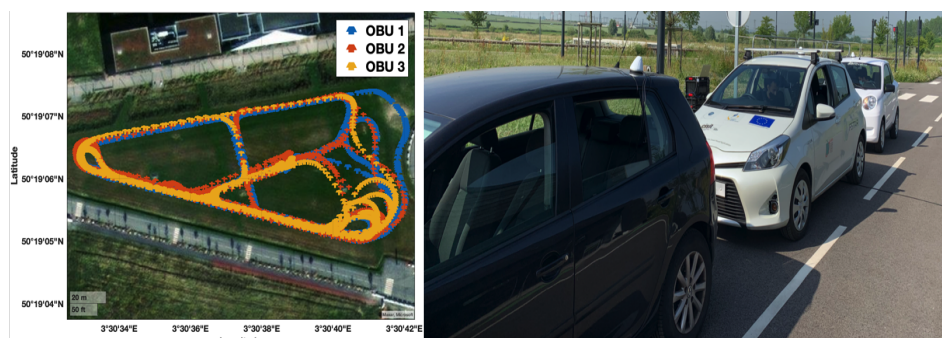 OBU 1
OBU 2
OBU 3
50°19'08"N
50°19'07"N
50°19'06"N
50°19'05"N
50°19'04"N
Latitude
20 m
50 ft
3°30'34"E
3°30'36"E
3°30'38"E
3°30'40"E
3°30'42"E